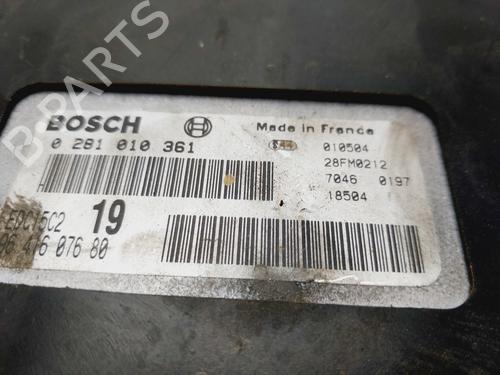 BOSCH
Made in France
0 281 010 361
010504
28FM0212
7046 0197
18504
EDC15C2
19
96 416 076 80
B-PARTS